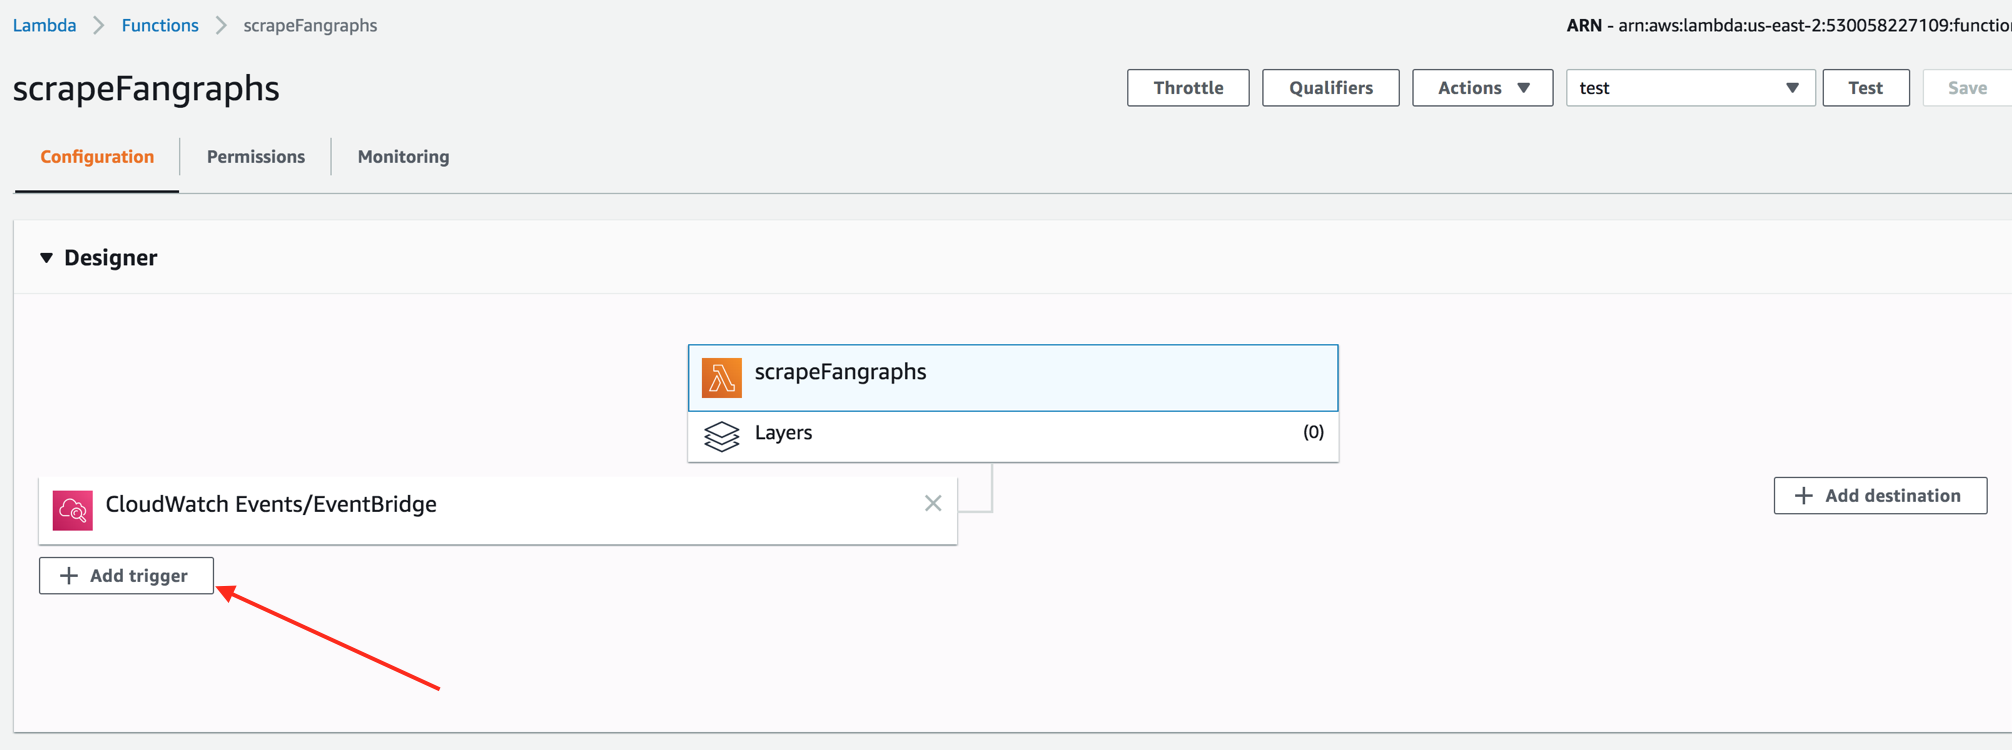 Lambda > Functions > scrapeFangraphs
ARN - arn:aws:lambda:us-east-2:530058227109:functio
scrapeFangraphs
Throttle
Qualifiers
Actions
test
Test
Save
Configuration
Permissions
Monitoring
Designer
scrapeFangraphs
Layers
(0)
CloudWatch Events/EventBridge
+ Add destination
+ Add trigger